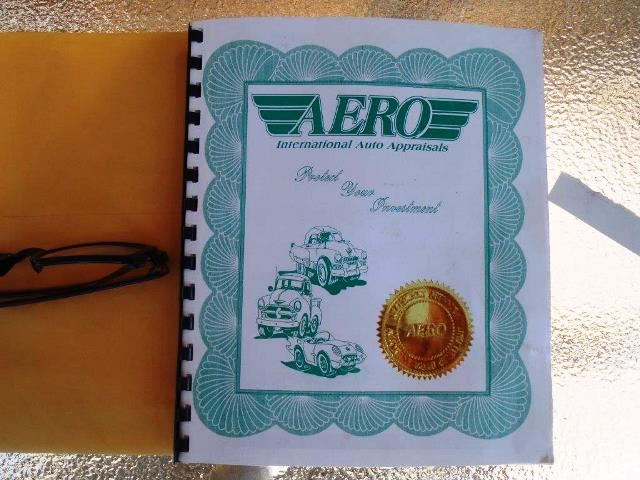 AERO
International Auto Appraisals
Protect
Your
Investment
AERO